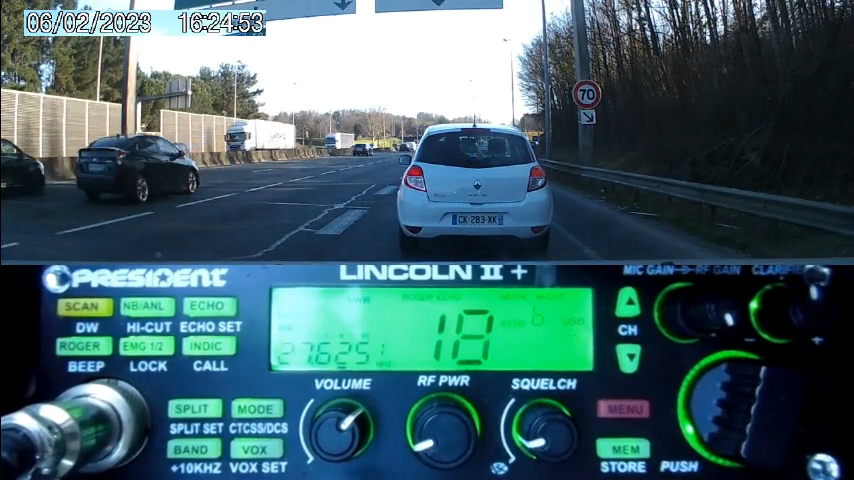 06/02/2023 16:24:53
70
CK-283-XK
PRESIDENT
LINCOLN II +
MIC GAIN RF GAIN CLARIFIE
SCAN NB/ANL ECHO
DW HI-CUT ECHO SET
ROGER EMG 1/2 INDIC
BEEP LOCK CALL
ROGER ECHO
18
27.6251
USB
CH
VOLUME RF PWR SQUELCH
SPLIT MODE
SPLIT SET CTCSS/DCS
BAND VOX
+10KHZ VOX SET
MENU
MEM
STORE PUSH
- +